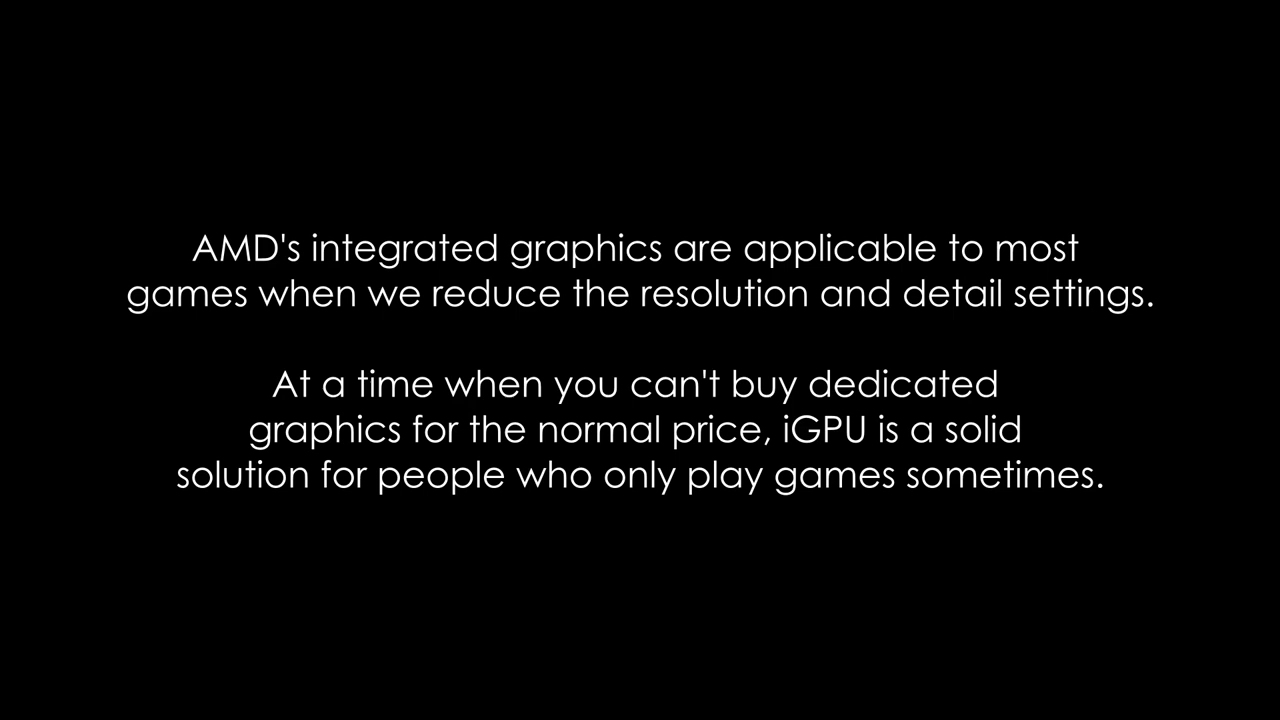 AMD's integrated graphics are applicable to most
games when we reduce the resolution and detail settings.
At a time when you can't buy dedicated
graphics for the normal price, iGPU is a solid
solution for people who only play games sometimes.